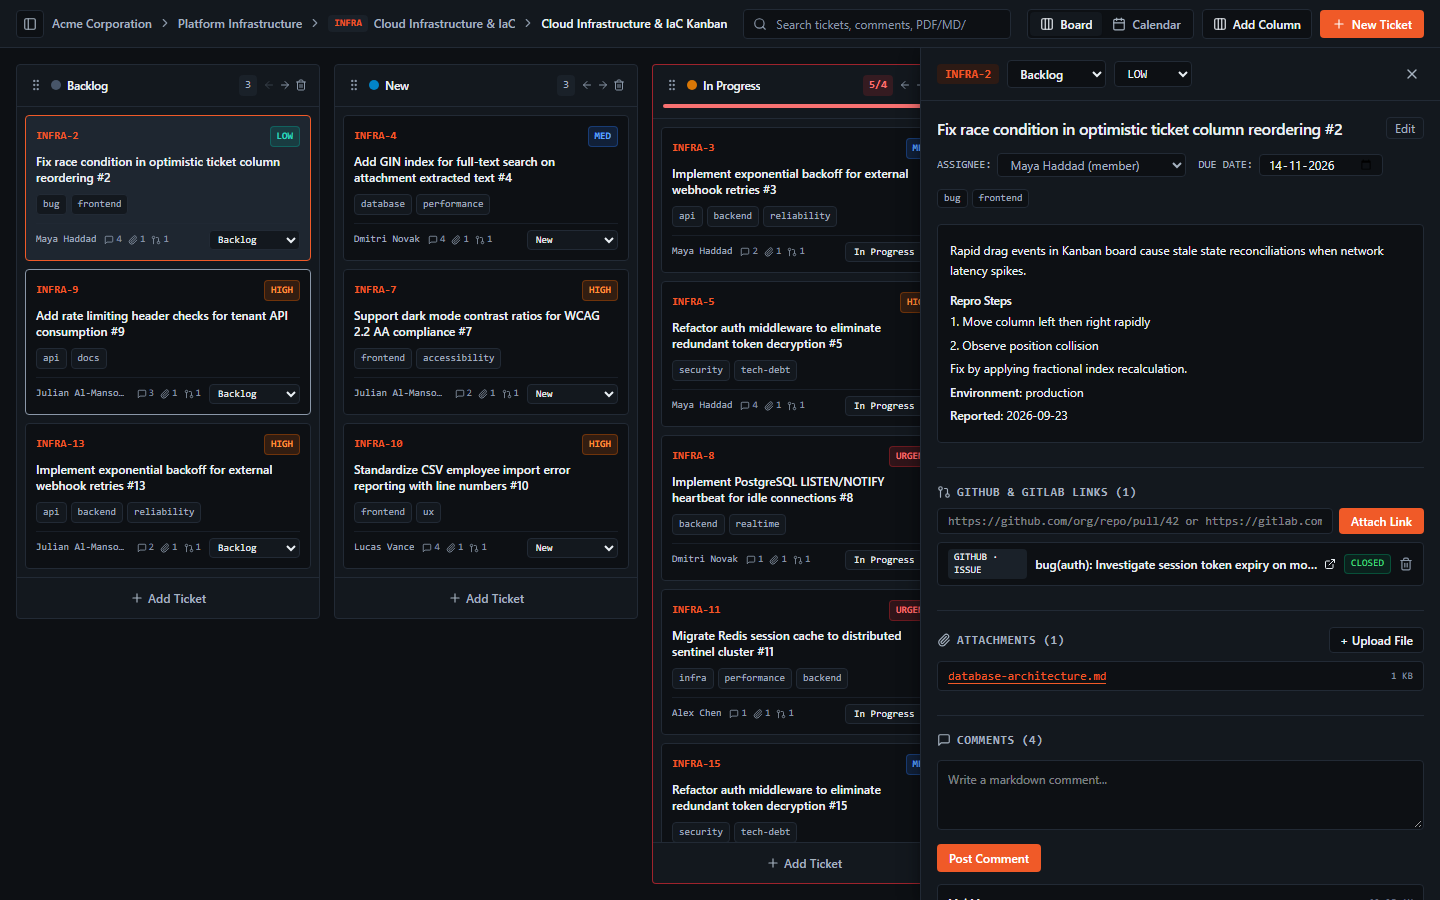 Acme Corporation > Platform Infrastructure > INFRA Cloud Infrastructure & IaC > Cloud Infrastructure & IaC Kanban
Search tickets, comments, PDF/MD/
Board
Calendar
Add Column
+ New Ticket
Backlog
3
INFRA-2
LOW
Fix race condition in optimistic ticket column
reordering #2
bug
frontend
Maya Haddad 4 1 1
Backlog
INFRA-9
HIGH
Add rate limiting header checks for tenant API
consumption #9
api
docs
Julian Al-Manso… 3 1 1
Backlog
INFRA-13
HIGH
Implement exponential backoff for external
webhook retries #13
api
backend
reliability
Julian Al-Manso… 2 1 1
Backlog
+ Add Ticket
New
3
INFRA-4
MED
Add GIN index for full-text search on
attachment extracted text #4
database
performance
Dmitri Novak 4 1 1
New
INFRA-7
HIGH
Support dark mode contrast ratios for WCAG
2.2 AA compliance #7
frontend
accessibility
Julian Al-Manso… 2 1 1
New
INFRA-10
HIGH
Standardize CSV employee import error
reporting with line numbers #10
frontend
ux
Lucas Vance 4 1 1
New
+ Add Ticket
In Progress
5/4
INFRA-3
Implement exponential backoff for external
webhook retries #3
api
backend
reliability
Maya Haddad 2 1 1
In Progress
INFRA-5
Refactor auth middleware to eliminate
redundant token decryption #5
security
tech-debt
Maya Haddad 4 1 1
In Progress
INFRA-8
Implement PostgreSQL LISTEN/NOTIFY
heartbeat for idle connections #8
backend
realtime
Dmitri Novak 1 1 1
In Progress
INFRA-11
Migrate Redis session cache to distributed
sentinel cluster #11
infra
performance
backend
Alex Chen 1 1 1
In Progress
INFRA-15
Refactor auth middleware to eliminate
redundant token decryption #15
security
tech-debt
+ Add Ticket
INFRA-2
Backlog
LOW
Fix race condition in optimistic ticket column reordering #2
Edit
ASSIGNEE: Maya Haddad (member)
DUE DATE: 14-11-2026
bug
frontend
Rapid drag events in Kanban board cause stale state reconciliations when network
latency spikes.
Repro Steps
1. Move column left then right rapidly
2. Observe position collision
Fix by applying fractional index recalculation.
Environment: production
Reported: 2026-09-23
GITHUB & GITLAB LINKS (1)
https://github.com/org/repo/pull/42 or https://gitlab.com
Attach Link
GITHUB ·
ISSUE
bug(auth): Investigate session token expiry on mo...
CLOSED
ATTACHMENTS (1)
+ Upload File
database-architecture.md
1 KB
COMMENTS (4)
Write a markdown comment...
Post Comment